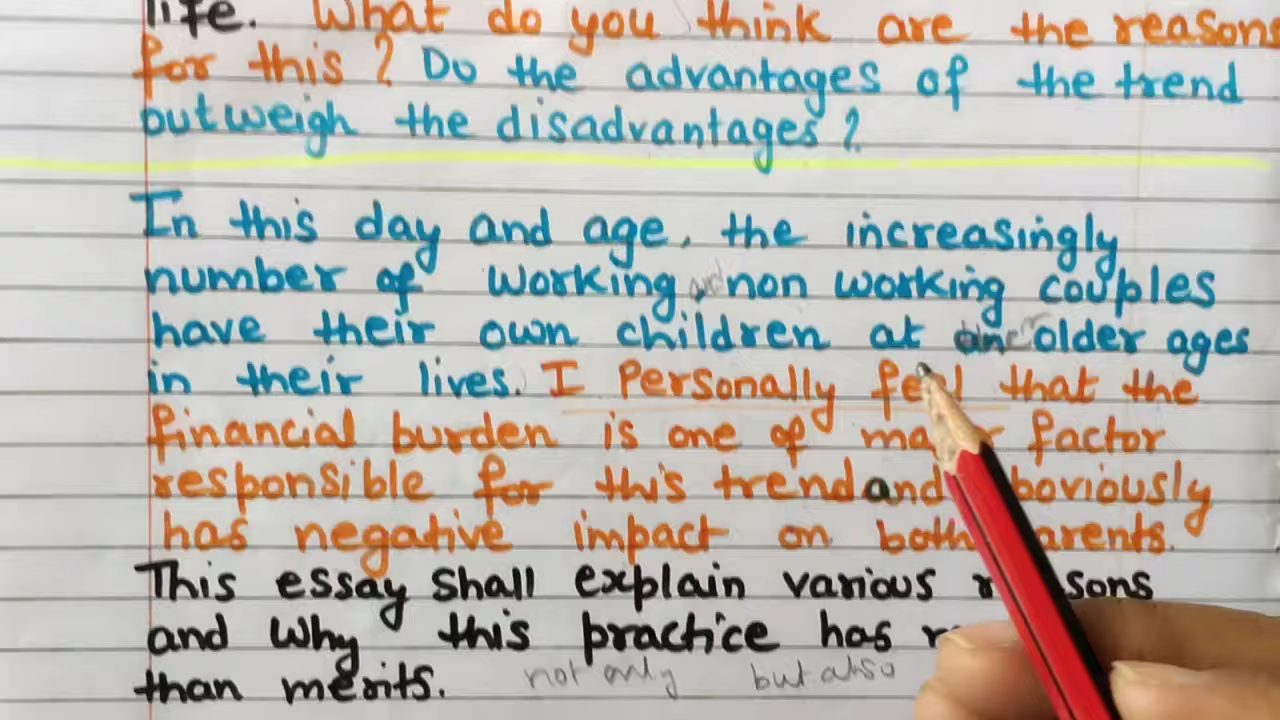 life. What do you think are the reasons
for this? Do the advantages of the trend
outweigh the disadvantages?
In this day and age, the increasingly
number of working, and non working couples
have their own children at older ages
in their lives. I Personally feel that the
financial burden is one of factor
responsible for this trend and oboviously
has negative impact on both parents.
This essay shall explain various reasons
and why this practice has
than merits. not only but also